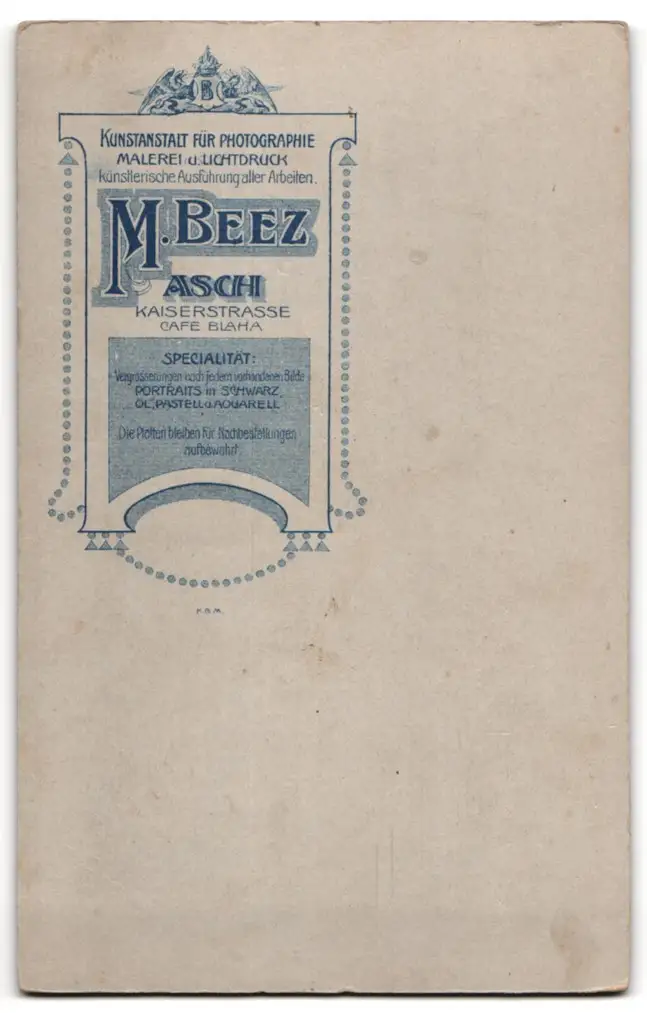 B
KUNSTANSTALT FÜR PHOTOGRAPHIE
MALEREI u. LICHTDRUCK
künstlerische Ausführung aller Arbeiten.
M. BEEZ
ASCH
KAISERSTRASSE
CAFE BLAHA
SPECIALITÄT:
Vergrösserungen nach jedem vorhandenen Bilde
PORTRAITS in SCHWARZ,
ÖL, PASTELL u. AQUARELL
Die Platten bleiben für Nachbestellungen
aufbewahrt.
K.B.M.